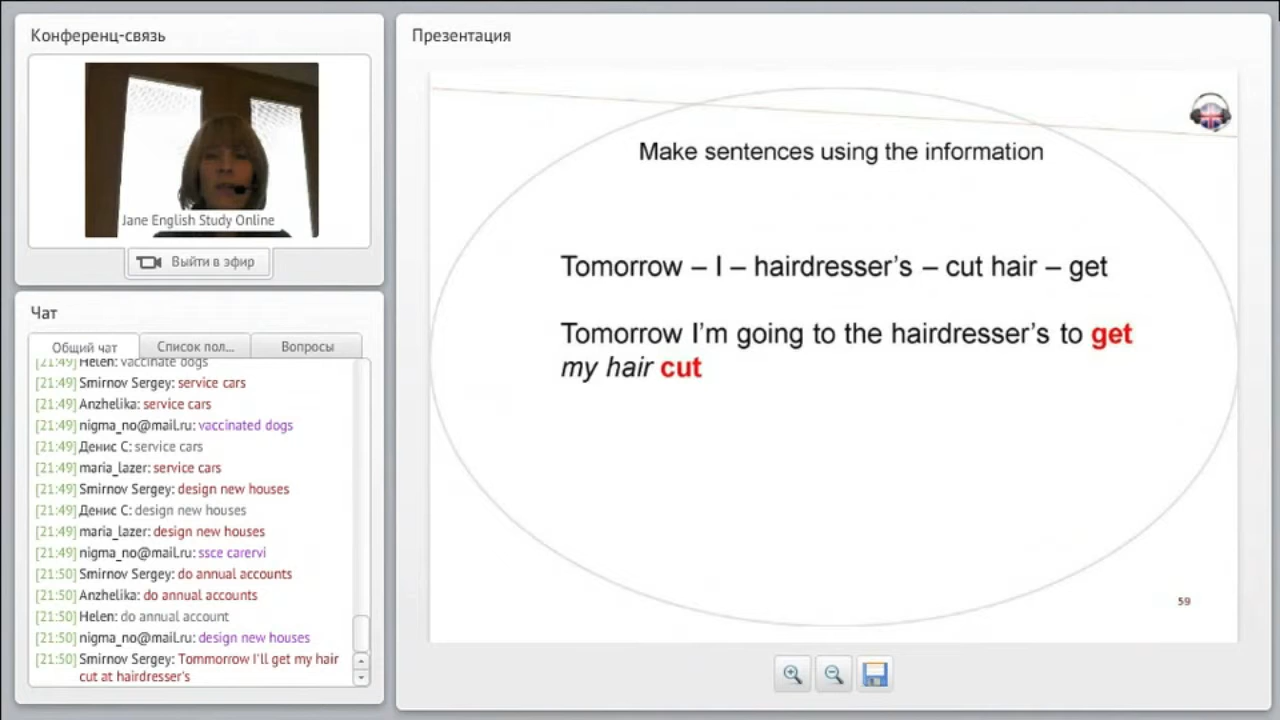 Конференц-связь
Jane English Study Online
Выйти в эфир
Чат
Общий чат
Список пол...
Вопросы
[21:49] Helen: vaccinate dogs
[21:49] Smirnov Sergey: service cars
[21:49] Anzhelika: service cars
[21:49] nigma_no@mail.ru: vaccinated dogs
[21:49] Денис С: service cars
[21:49] maria_lazer: service cars
[21:49] Smirnov Sergey: design new houses
[21:49] Денис С: design new houses
[21:49] maria_lazer: design new houses
[21:49] nigma_no@mail.ru: ssce carervi
[21:50] Smirnov Sergey: do annual accounts
[21:50] Anzhelika: do annual accounts
[21:50] Helen: do annual account
[21:50] nigma_no@mail.ru: design new houses
[21:50] Smirnov Sergey: Tommorrow I'll get my hair
cut at hairdresser's
Презентация
Make sentences using the information
Tomorrow – I – hairdresser’s – cut hair – get
Tomorrow I’m going to the hairdresser’s to get
my hair cut
59